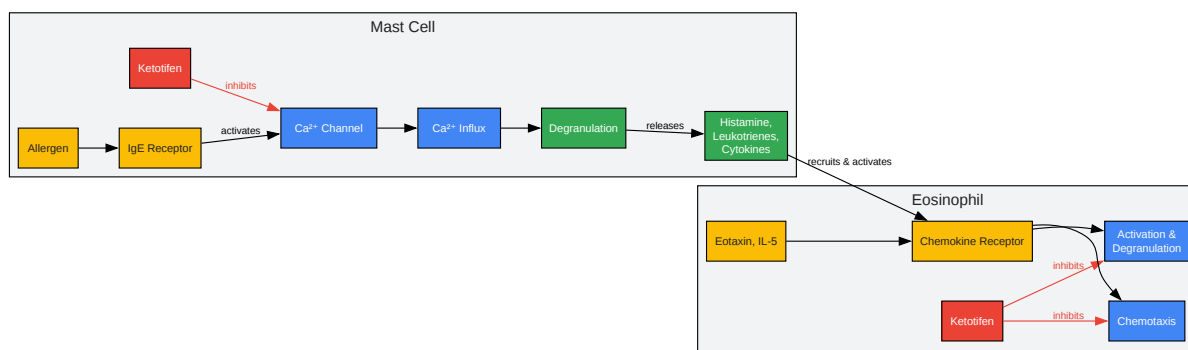 Mast Cell
Ketotifen
inhibits
Allergen
IgE Receptor
activates
Ca²⁺ Channel
Ca²⁺ Influx
Degranulation
releases
Histamine,
Leukotrienes,
Cytokines
recruits & activates
Eosinophil
Eotaxin, IL-5
Chemokine Receptor
Activation &
Degranulation
inhibits
Ketotifen
inhibits
Chemotaxis